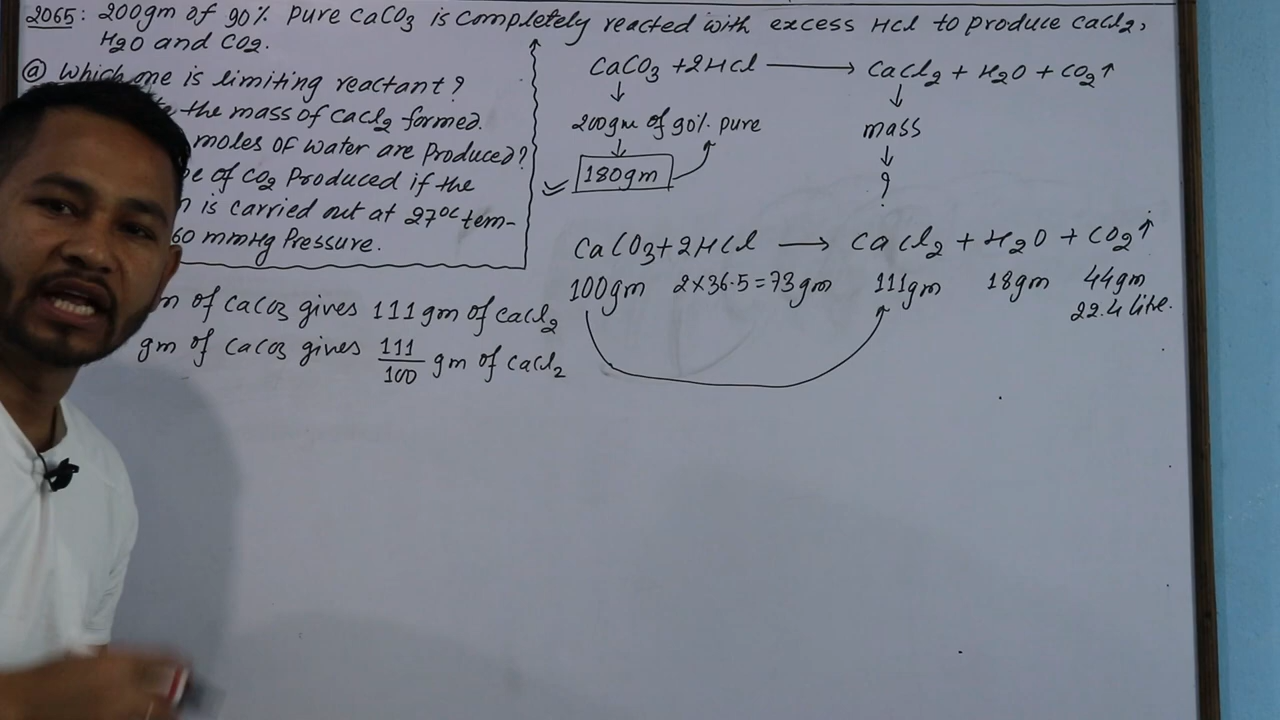 2065: 200gm of 90% pure CaCO3 is completely reacted with excess HCl to produce CaCl2,
H2O and CO2.
@ Which one is limiting reactant?
the mass of CaCl2 formed.
moles of water are Produced?
of CO2 Produced if the
is carried out at 27°C tem-
60 mmHg Pressure.
CaCO3 + 2HCl → CaCl2 + H2O + CO2↑
↓ ↓
200gm of 90% pure mass
↓ ↓
180gm ?
CaCO3 + 2HCl → CaCl2 + H2O + CO2↑
100gm 2×36.5=73gm 111gm 18gm 44gm
22.4 litre.
of CaCO3 gives 111gm of CaCl2
gm of CaCO3 gives 111/100 gm of CaCl2